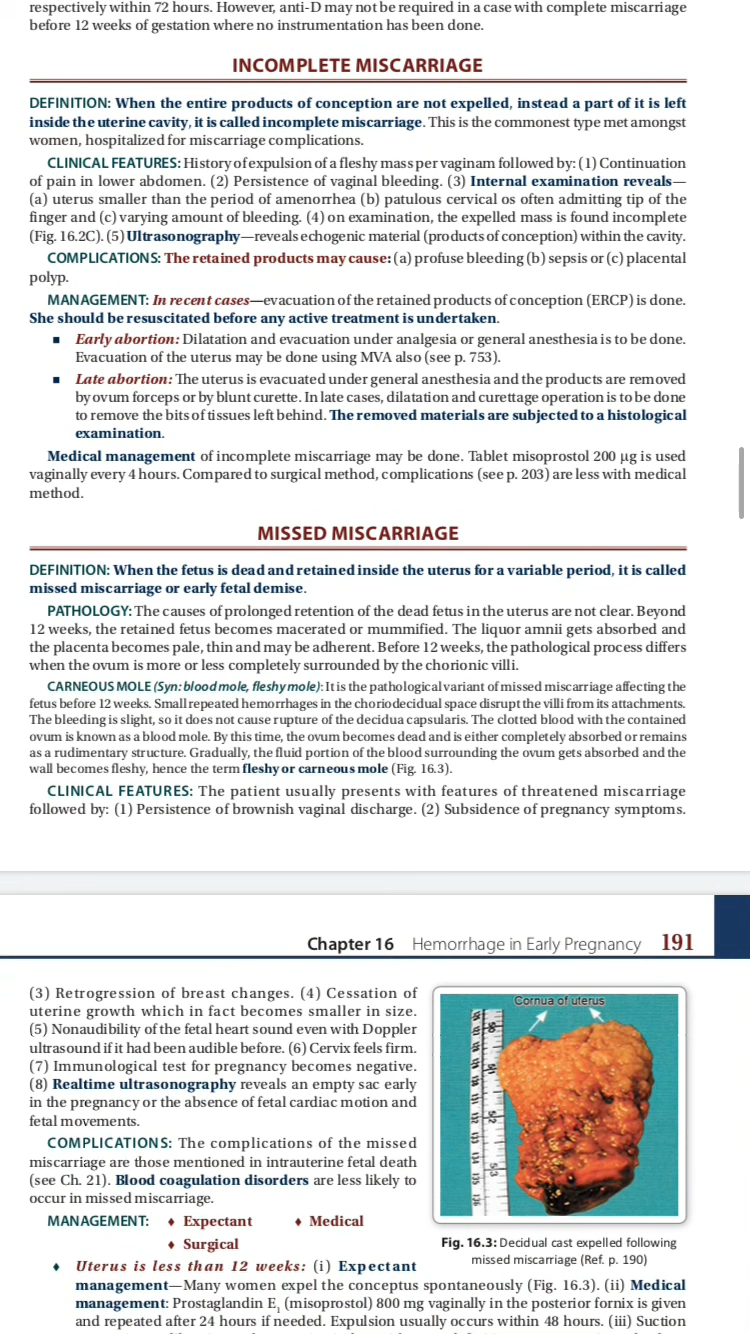 respectively within 72 hours. However, anti-D may not be required in a case with complete miscarriage
before 12 weeks of gestation where no instrumentation has been done.
INCOMPLETE MISCARRIAGE
DEFINITION: When the entire products of conception are not expelled, instead a part of it is left
inside the uterine cavity, it is called incomplete miscarriage. This is the commonest type met amongst
women, hospitalized for miscarriage complications.
CLINICAL FEATURES: History of expulsion of a fleshy mass per vaginam followed by: (1) Continuation
of pain in lower abdomen. (2) Persistence of vaginal bleeding. (3) Internal examination reveals—
(a) uterus smaller than the period of amenorrhea (b) patulous cervical os often admitting tip of the
finger and (c) varying amount of bleeding. (4) on examination, the expelled mass is found incomplete
(Fig. 16.2C). (5) Ultrasonography—reveals echogenic material (products of conception) within the cavity.
COMPLICATIONS: The retained products may cause: (a) profuse bleeding (b) sepsis or (c) placental
polyp.
MANAGEMENT: In recent cases—evacuation of the retained products of conception (ERCP) is done.
She should be resuscitated before any active treatment is undertaken.
■ Early abortion: Dilatation and evacuation under analgesia or general anesthesia is to be done.
Evacuation of the uterus may be done using MVA also (see p. 753).
■ Late abortion: The uterus is evacuated under general anesthesia and the products are removed
by ovum forceps or by blunt curette. In late cases, dilatation and curettage operation is to be done
to remove the bits of tissues left behind. The removed materials are subjected to a histological
examination.
Medical management of incomplete miscarriage may be done. Tablet misoprostol 200 µg is used
vaginally every 4 hours. Compared to surgical method, complications (see p. 203) are less with medical
method.
MISSED MISCARRIAGE
DEFINITION: When the fetus is dead and retained inside the uterus for a variable period, it is called
missed miscarriage or early fetal demise.
PATHOLOGY: The causes of prolonged retention of the dead fetus in the uterus are not clear. Beyond
12 weeks, the retained fetus becomes macerated or mummified. The liquor amnii gets absorbed and
the placenta becomes pale, thin and may be adherent. Before 12 weeks, the pathological process differs
when the ovum is more or less completely surrounded by the chorionic villi.
CARNEOUS MOLE (Syn: blood mole, fleshy mole): It is the pathological variant of missed miscarriage affecting the
fetus before 12 weeks. Small repeated hemorrhages in the choriodecidual space disrupt the villi from its attachments.
The bleeding is slight, so it does not cause rupture of the decidua capsularis. The clotted blood with the contained
ovum is known as a blood mole. By this time, the ovum becomes dead and is either completely absorbed or remains
as a rudimentary structure. Gradually, the fluid portion of the blood surrounding the ovum gets absorbed and the
wall becomes fleshy, hence the term fleshy or carneous mole (Fig. 16.3).
CLINICAL FEATURES: The patient usually presents with features of threatened miscarriage
followed by: (1) Persistence of brownish vaginal discharge. (2) Subsidence of pregnancy symptoms.
Chapter 16 Hemorrhage in Early Pregnancy 191
(3) Retrogression of breast changes. (4) Cessation of
uterine growth which in fact becomes smaller in size.
(5) Nonaudibility of the fetal heart sound even with Doppler
ultrasound if it had been audible before. (6) Cervix feels firm.
(7) Immunological test for pregnancy becomes negative.
(8) Realtime ultrasonography reveals an empty sac early
in the pregnancy or the absence of fetal cardiac motion and
fetal movements.
COMPLICATIONS: The complications of the missed
miscarriage are those mentioned in intrauterine fetal death
(see Ch. 21). Blood coagulation disorders are less likely to
occur in missed miscarriage.
MANAGEMENT: ♦ Expectant ♦ Medical
♦ Surgical
Cornua of uterus
Fig. 16.3: Decidual cast expelled following
missed miscarriage (Ref. p. 190)
♦ Uterus is less than 12 weeks: (i) Expectant
management—Many women expel the conceptus spontaneously (Fig. 16.3). (ii) Medical
management: Prostaglandin E1 (misoprostol) 800 mg vaginally in the posterior fornix is given
and repeated after 24 hours if needed. Expulsion usually occurs within 48 hours. (iii) Suction